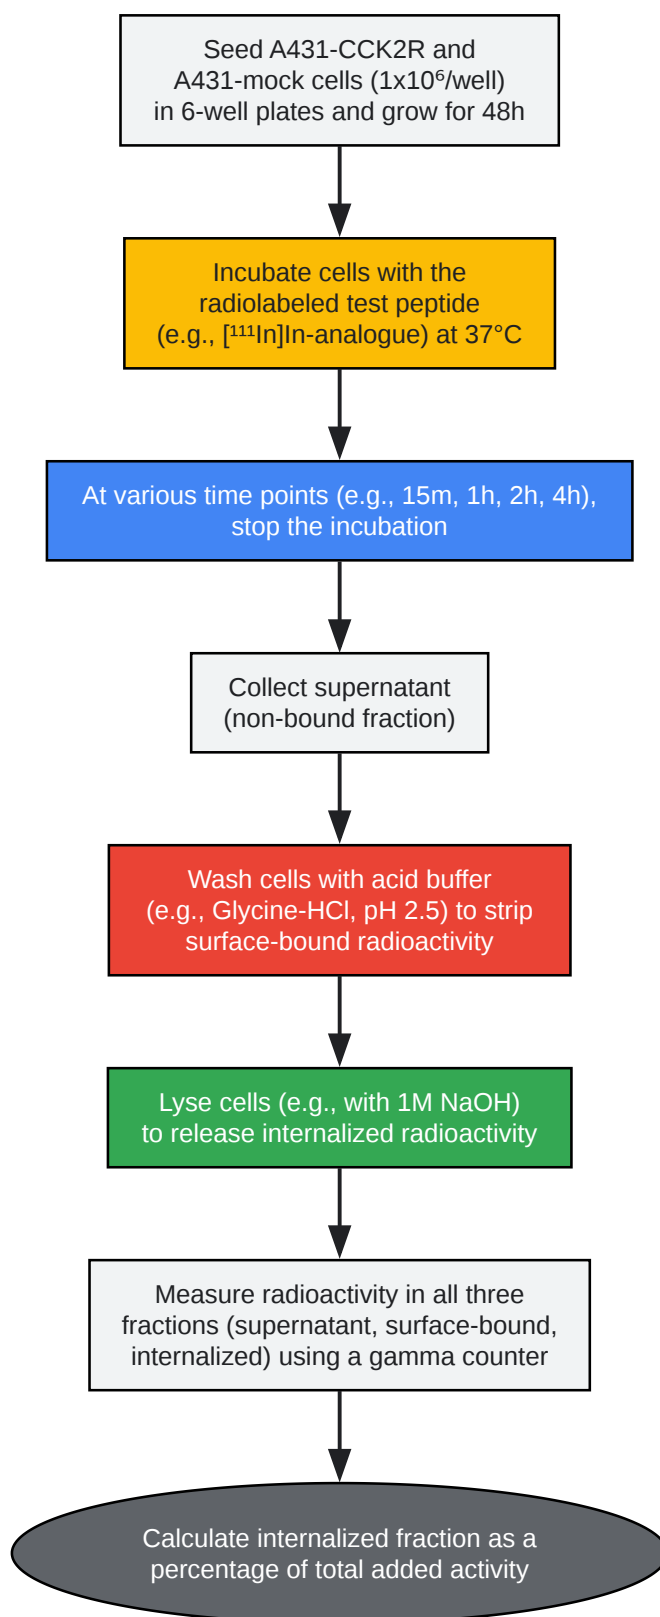 Seed A431-CCK2R and
A431-mock cells (1x10⁶/well)
in 6-well plates and grow for 48h
Incubate cells with the
radiolabeled test peptide
(e.g., [¹¹¹In]In-analogue) at 37°C
At various time points (e.g., 15m, 1h, 2h, 4h),
stop the incubation
Collect supernatant
(non-bound fraction)
Wash cells with acid buffer
(e.g., Glycine-HCl, pH 2.5) to strip
surface-bound radioactivity
Lyse cells (e.g., with 1M NaOH)
to release internalized radioactivity
Measure radioactivity in all three
fractions (supernatant, surface-bound,
internalized) using a gamma counter
Calculate internalized fraction as a
percentage of total added activity